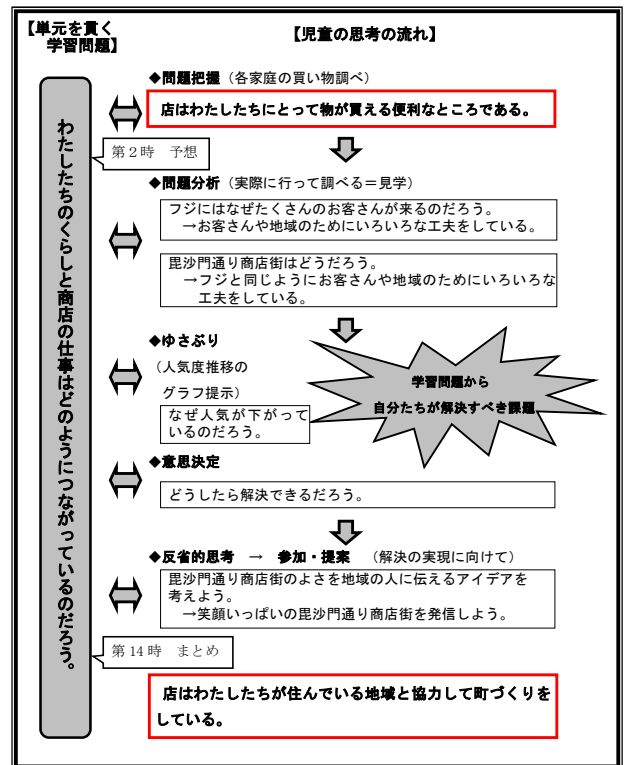 【単元を貫く
学習問題】
【児童の思考の流れ】
わたしたちのくらしと商店の仕事はどのようにつながっているのだろう。
◆問題把握（各家庭の買い物調べ）
店はわたしたちにとって物が買える便利なところである。
第２時　予想
◆問題分析（実際に行って調べる＝見学）
フジにはなぜたくさんのお客さんが来るのだろう。
→お客さんや地域のためにいろいろな工夫をしている。
毘沙門通り商店街はどうだろう。
→フジと同じようにお客さんや地域のためにいろいろな
工夫をしている。
◆ゆさぶり
（人気度推移の
グラフ提示）
なぜ人気が下がって
いるのだろう。
学習問題から
自分たちが解決すべき課題
◆意思決定
どうしたら解決できるだろう。
◆反省的思考　→　参加・提案　（解決の実現に向けて）
毘沙門通り商店街のよさを地域の人に伝えるアイデアを
考えよう。
→笑顔いっぱいの毘沙門通り商店街を発信しよう。
第 14 時　まとめ
店はわたしたちが住んでいる地域と協力して町づくりを
している。